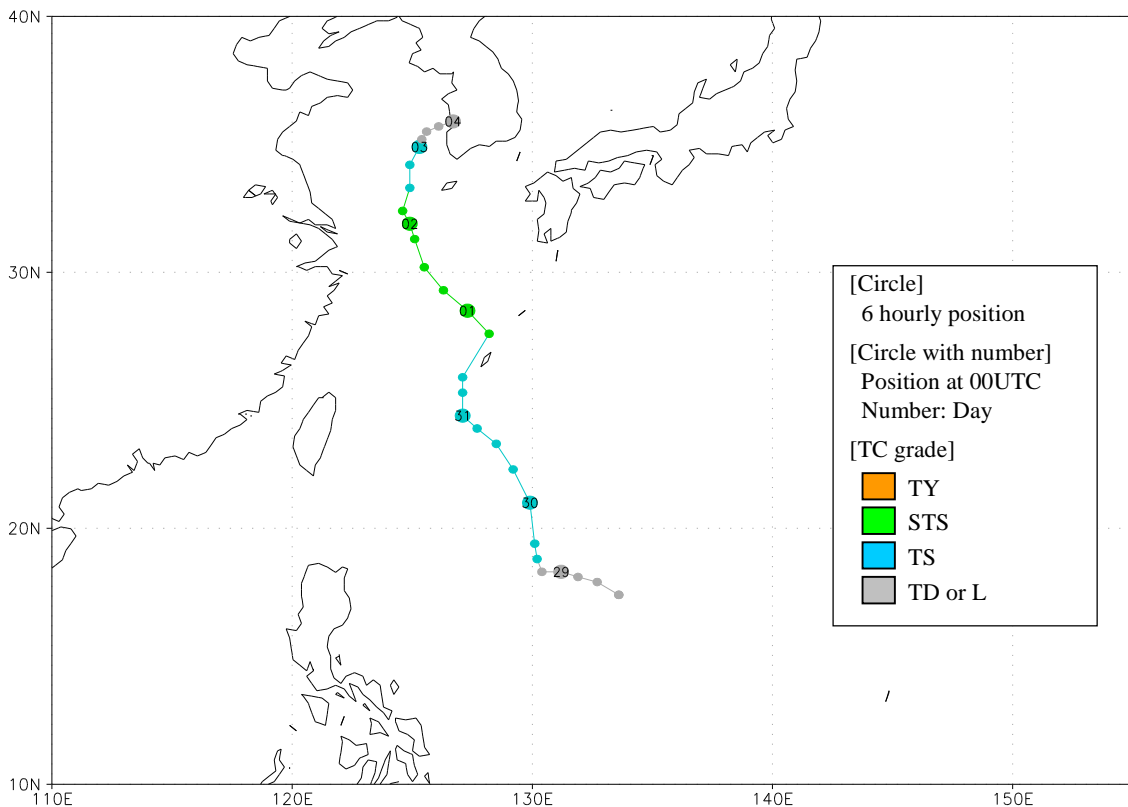 40N
04
03
02
30N
01
31
30
20N
29
10N
110E 120E 130E 140E 150E
[Circle]
6 hourly position
[Circle with number]
Position at 00UTC
Number: Day
[TC grade]
TY
STS
TS
TD or L